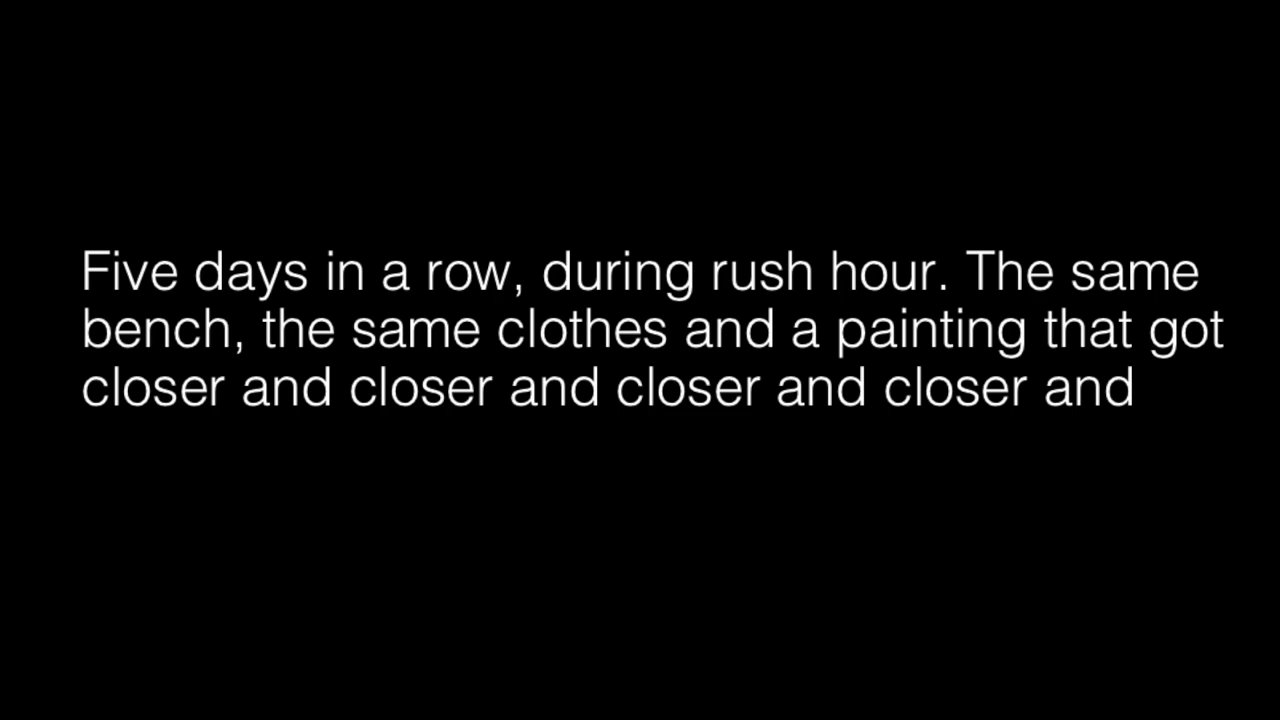 Five days in a row, during rush hour. The same
bench, the same clothes and a painting that got
closer and closer and closer and closer and